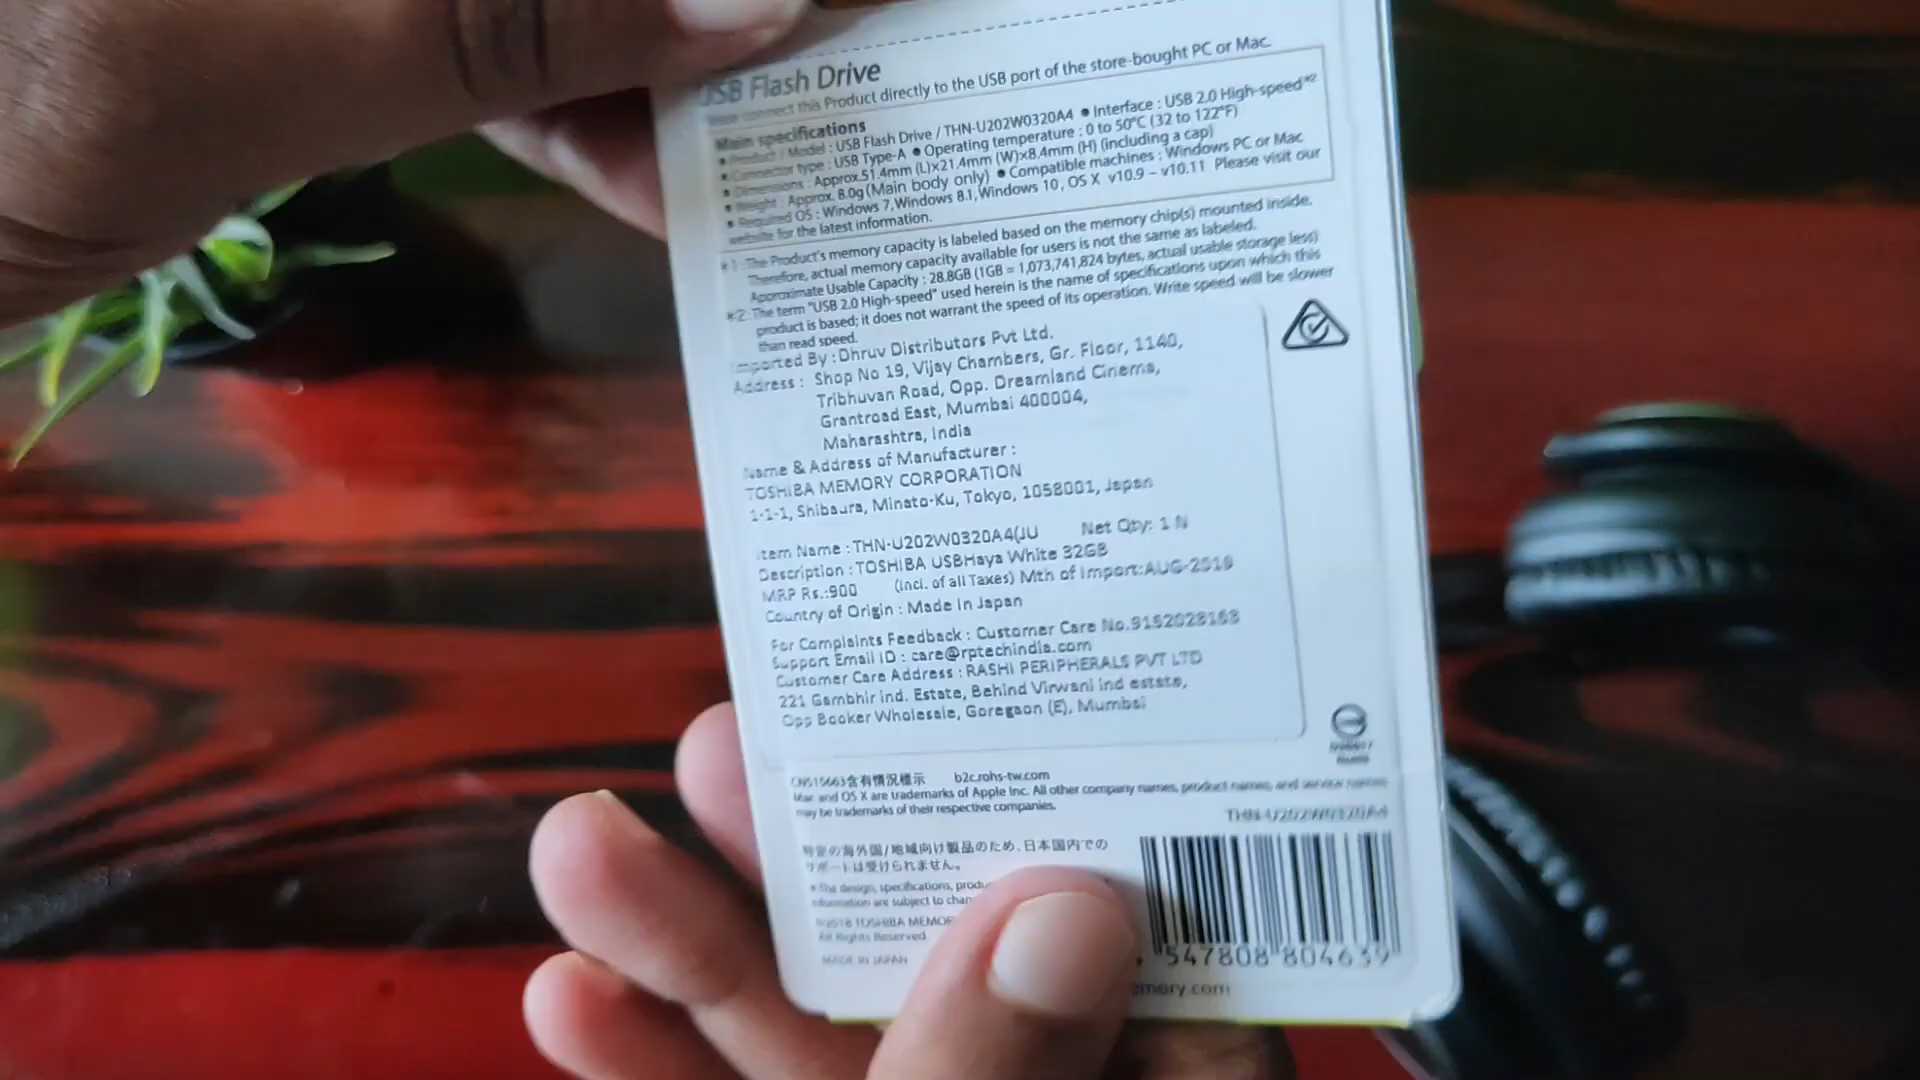 USB Flash Drive
Please connect this Product directly to the USB port of the store-bought PC or Mac.
Main specifications
● Product / Model : USB Flash Drive / THN-U202W0320A4 ● Interface : USB 2.0 High-speed*2
● Connector type : USB Type-A ● Operating temperature : 0 to 50°C (32 to 122°F)
● Dimensions : Approx.51.4mm (L)x21.4mm (W)x8.4mm (H) (including a cap)
● Weight : Approx. 8.0g (Main body only) ● Compatible machines : Windows PC or Mac
● Required OS : Windows 7, Windows 8.1, Windows 10, OS X v10.9 – v10.11 Please visit our
website for the latest information.
*1 : The Product's memory capacity is labeled based on the memory chip(s) mounted inside.
Therefore, actual memory capacity available for users is not the same as labeled.
Approximate Usable Capacity : 28.8GB (1GB = 1,073,741,824 bytes, actual usable storage less)
*2 : The term "USB 2.0 High-speed" used herein is the name of specifications upon which this
product is based; it does not warrant the speed of its operation. Write speed will be slower
than read speed.
Imported By : Dhruv Distributors Pvt Ltd.
Address : Shop No 19, Vijay Chambers, Gr. Floor, 1140,
Tribhuvan Road, Opp. Dreamland Cinema,
Grantroad East, Mumbai 400004,
Maharashtra, India
Name & Address of Manufacturer :
TOSHIBA MEMORY CORPORATION
1-1-1, Shibaura, Minato-Ku, Tokyo, 1058001, Japan
Item Name : THN-U202W0320A4(JU Net Qty: 1 N
Description : TOSHIBA USBHaya White 32GB
MRP Rs.:900 (Incl. of all Taxes) Mth of Import:AUG-2019
Country of Origin : Made In Japan
For Complaints Feedback : Customer Care No.
Support Email ID : care@rptechindia.com
Customer Care Address : RASHI PERIPHERALS PVT LTD
221 Gambhir ind. Estate, Behind Virwani ind estate,
Opp Booker Wholesale, Goregaon (E), Mumbai
CNS15663含有情況標示 b2c.rohs-tw.com
Mac and OS X are trademarks of Apple Inc. All other company names, product names, and service names
may be trademarks of their respective companies.
THN-U202W0320A4
特定の海外国/地域向け製品のため、日本国内での
サポートは受けられません。
* The design, specifications, produ
information are subject to chan
©2018 TOSHIBA MEMOR
All Rights Reserved.
MADE IN JAPAN
547808 804639
emory.com